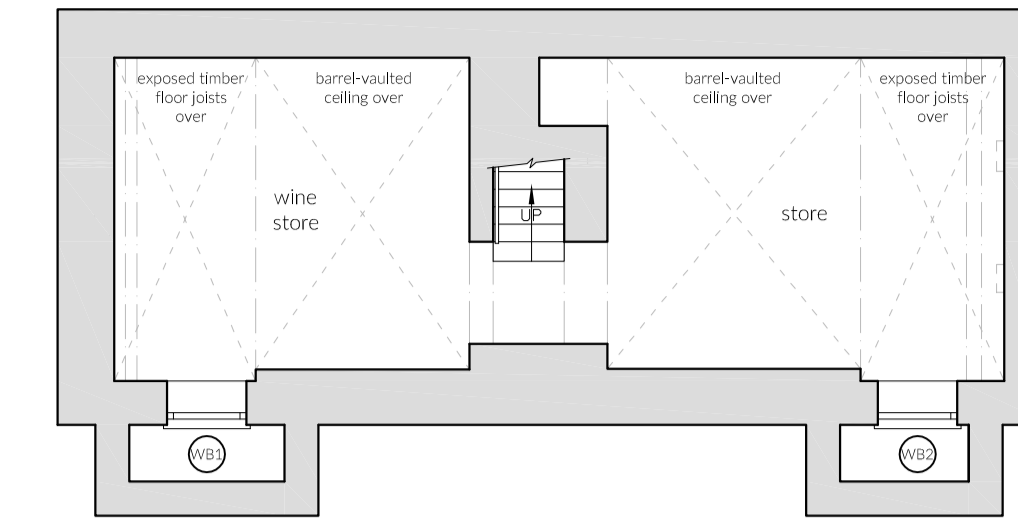 exposed timber
floor joists
over
barrel-vaulted
ceiling over
barrel-vaulted
ceiling over
exposed timber
floor joists
over
wine
store
UP
store
WB1
WB2